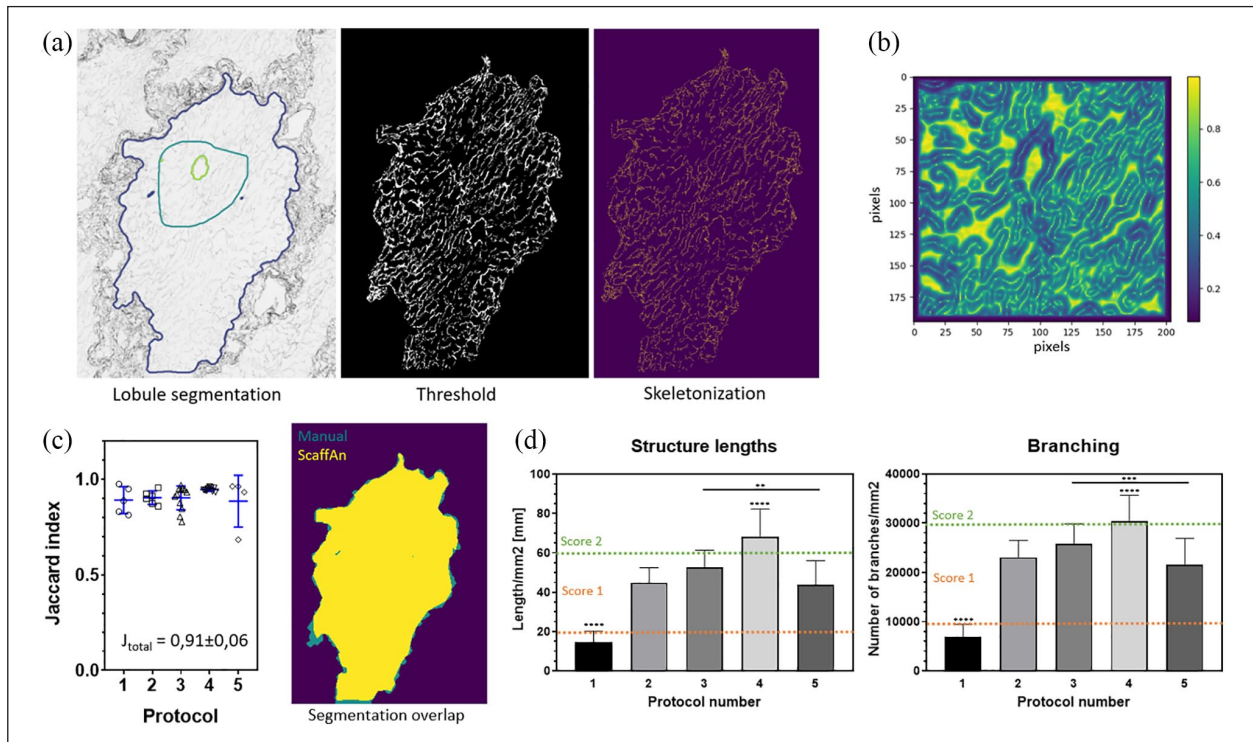 (a)
Lobule segmentation
Threshold
Skeletonization
(b)
0
25
50
75
100
125
150
175
pixels
0 25 50 75 100 125 150 175 200
pixels
0.8
0.6
0.4
0.2
(c)
Jaccard index
1.0
0.5
0.0
J total = 0,91±0,06
1 2 3 4 5
Protocol
Manual
ScaffAn
Segmentation overlap
(d)
Structure lengths
Length/mm2 [mm]
100
80
60
40
20
0
Score 2
Score 1
****
**
****
1 2 3 4 5
Protocol number
Branching
Number of branches/mm2
40000
30000
20000
10000
0
Score 2
Score 1
****
***
****
1 2 3 4 5
Protocol number